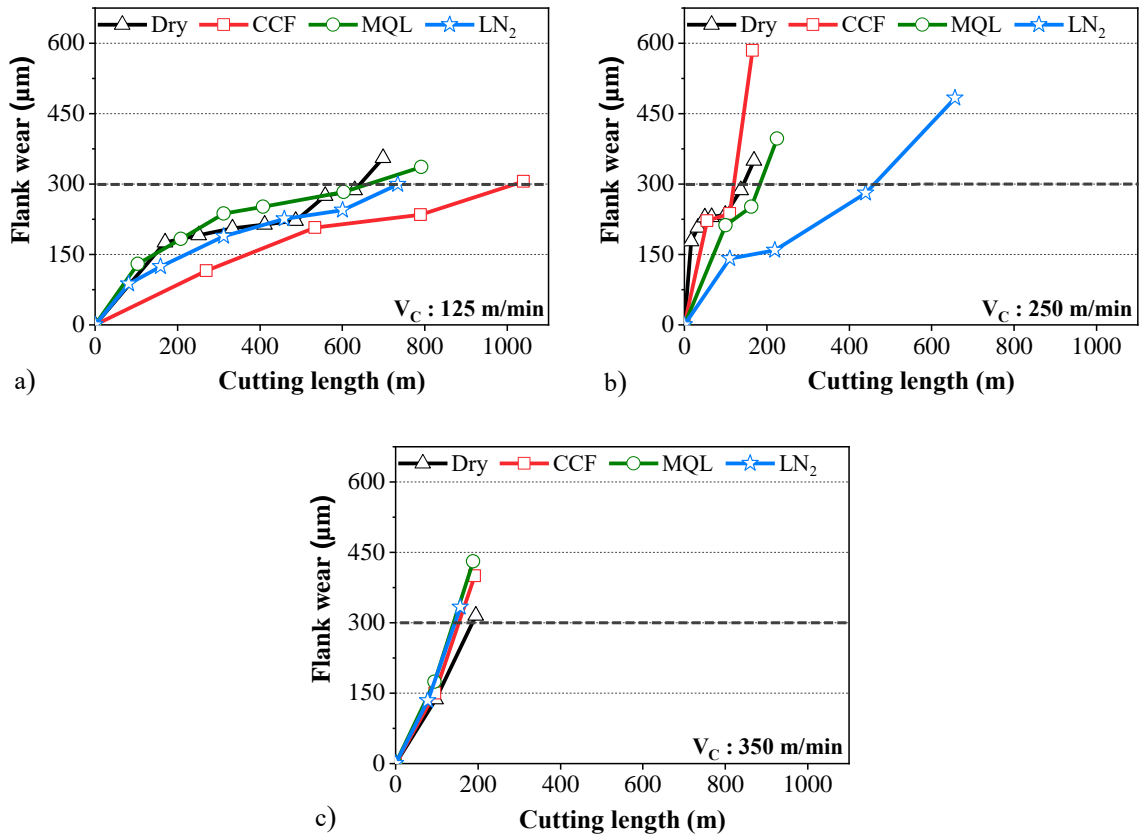 Dry CCF MQL LN₂
Flank wear (μm)
600
450
300
150
0
V_C : 125 m/min
0 200 400 600 800 1000
a) Cutting length (m)
Dry CCF MQL LN₂
Flank wear (μm)
600
450
300
150
0
V_C : 250 m/min
0 200 400 600 800 1000
b) Cutting length (m)
Dry CCF MQL LN₂
Flank wear (μm)
600
450
300
150
0
V_C : 350 m/min
0 200 400 600 800 1000
c) Cutting length (m)